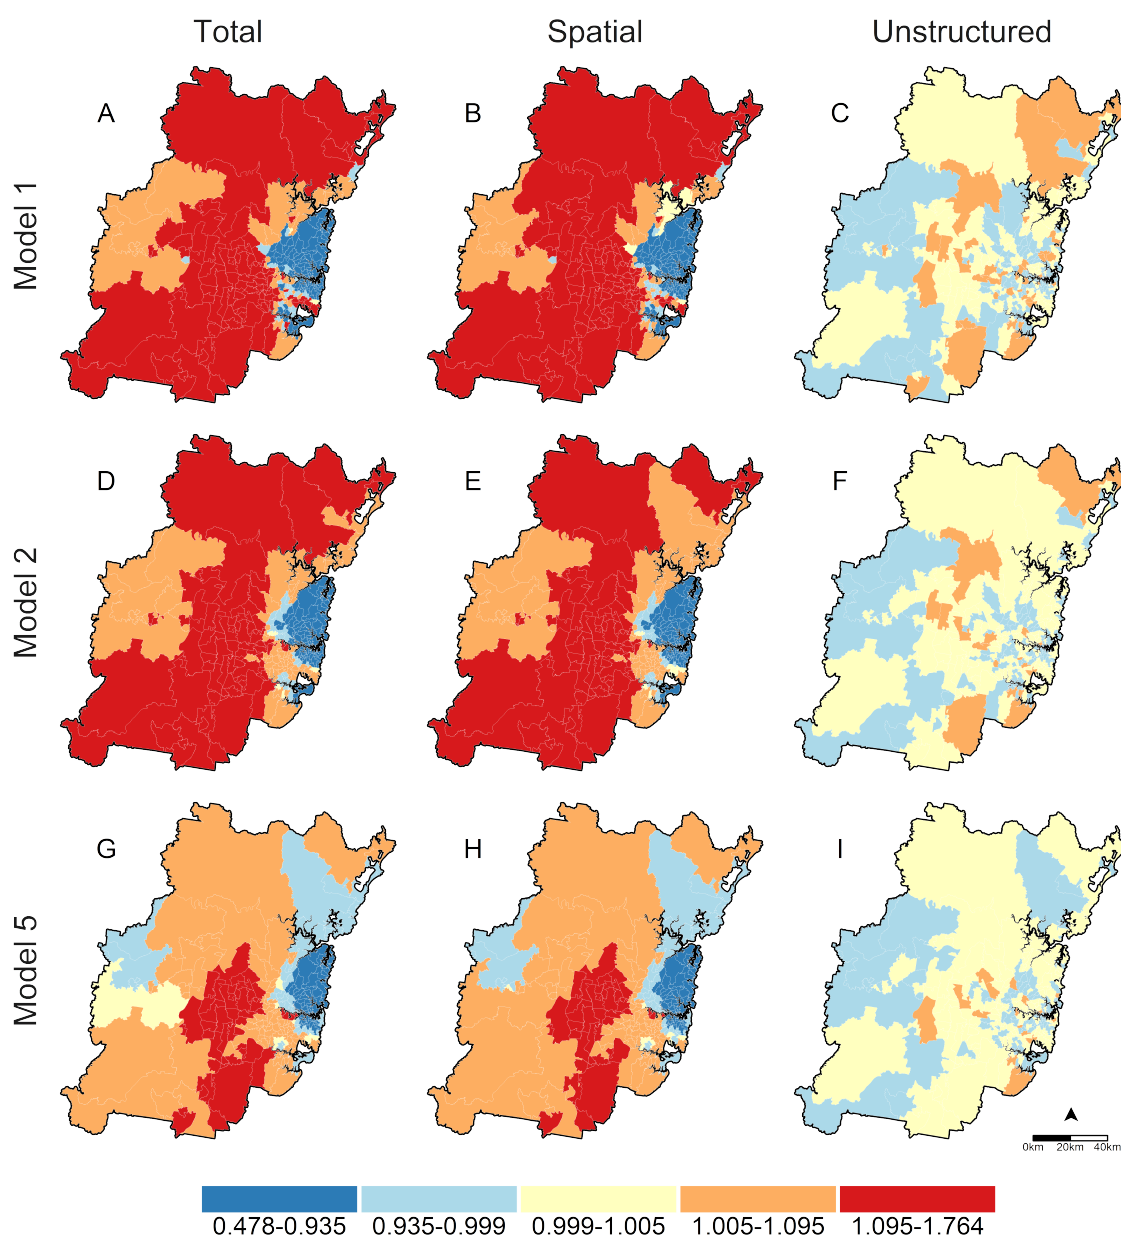 Total Spatial Unstructured
A B C
Model 1
D E F
Model 2
G H I
Model 5
0km 20km 40km
0.478-0.935 0.935-0.999 0.999-1.005 1.005-1.095 1.095-1.764